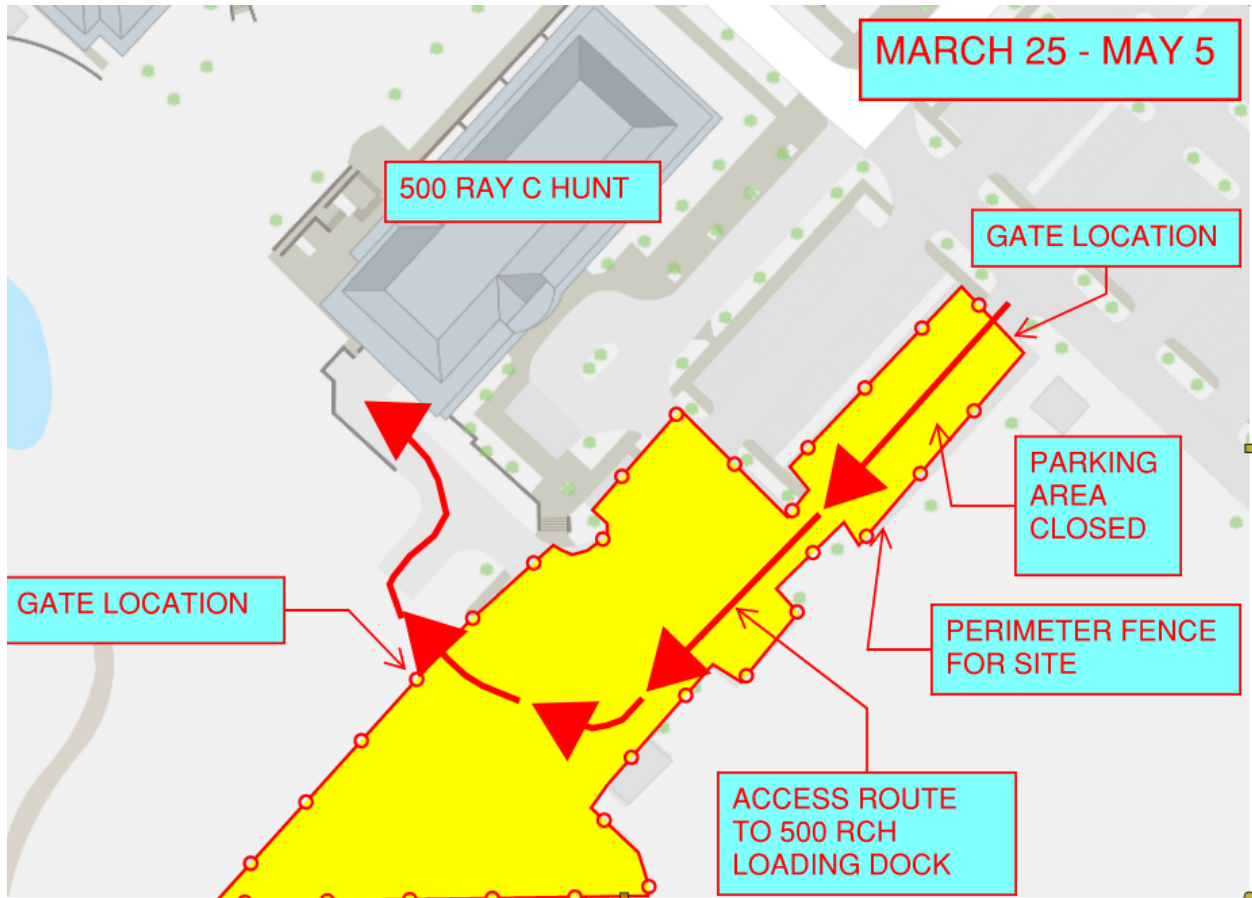 MARCH 25 - MAY 5
500 RAY C HUNT
GATE LOCATION
PARKING
AREA
CLOSED
GATE LOCATION
PERIMETER FENCE
FOR SITE
ACCESS ROUTE
TO 500 RCH
LOADING DOCK